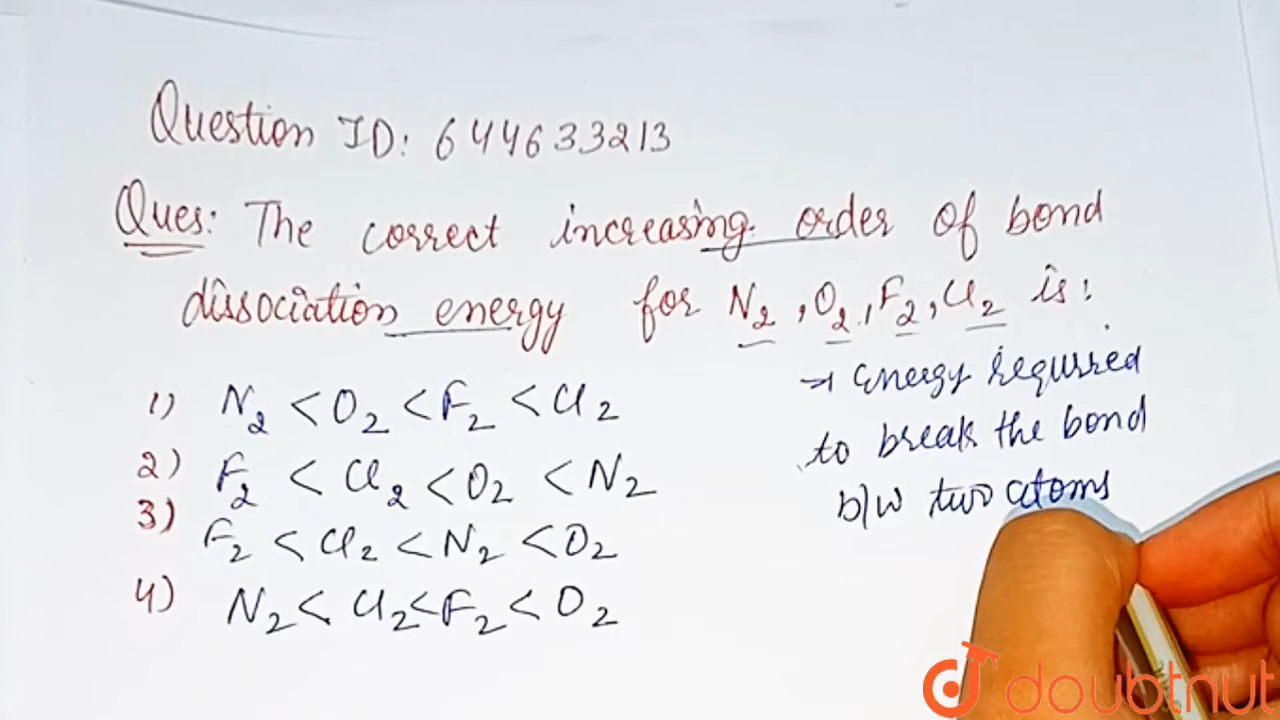 Question ID: 644633213
Ques: The correct increasing order of bond
dissociation energy for N2, O2, F2, Cl2 is:
1) N2 < O2 < F2 < Cl2
2) F2 < Cl2 < O2 < N2
3) F2 < Cl2 < N2 < O2
4) N2 < Cl2 < F2 < O2
→ Energy requrired
to break the bond
b/w two atoms
doubtnut